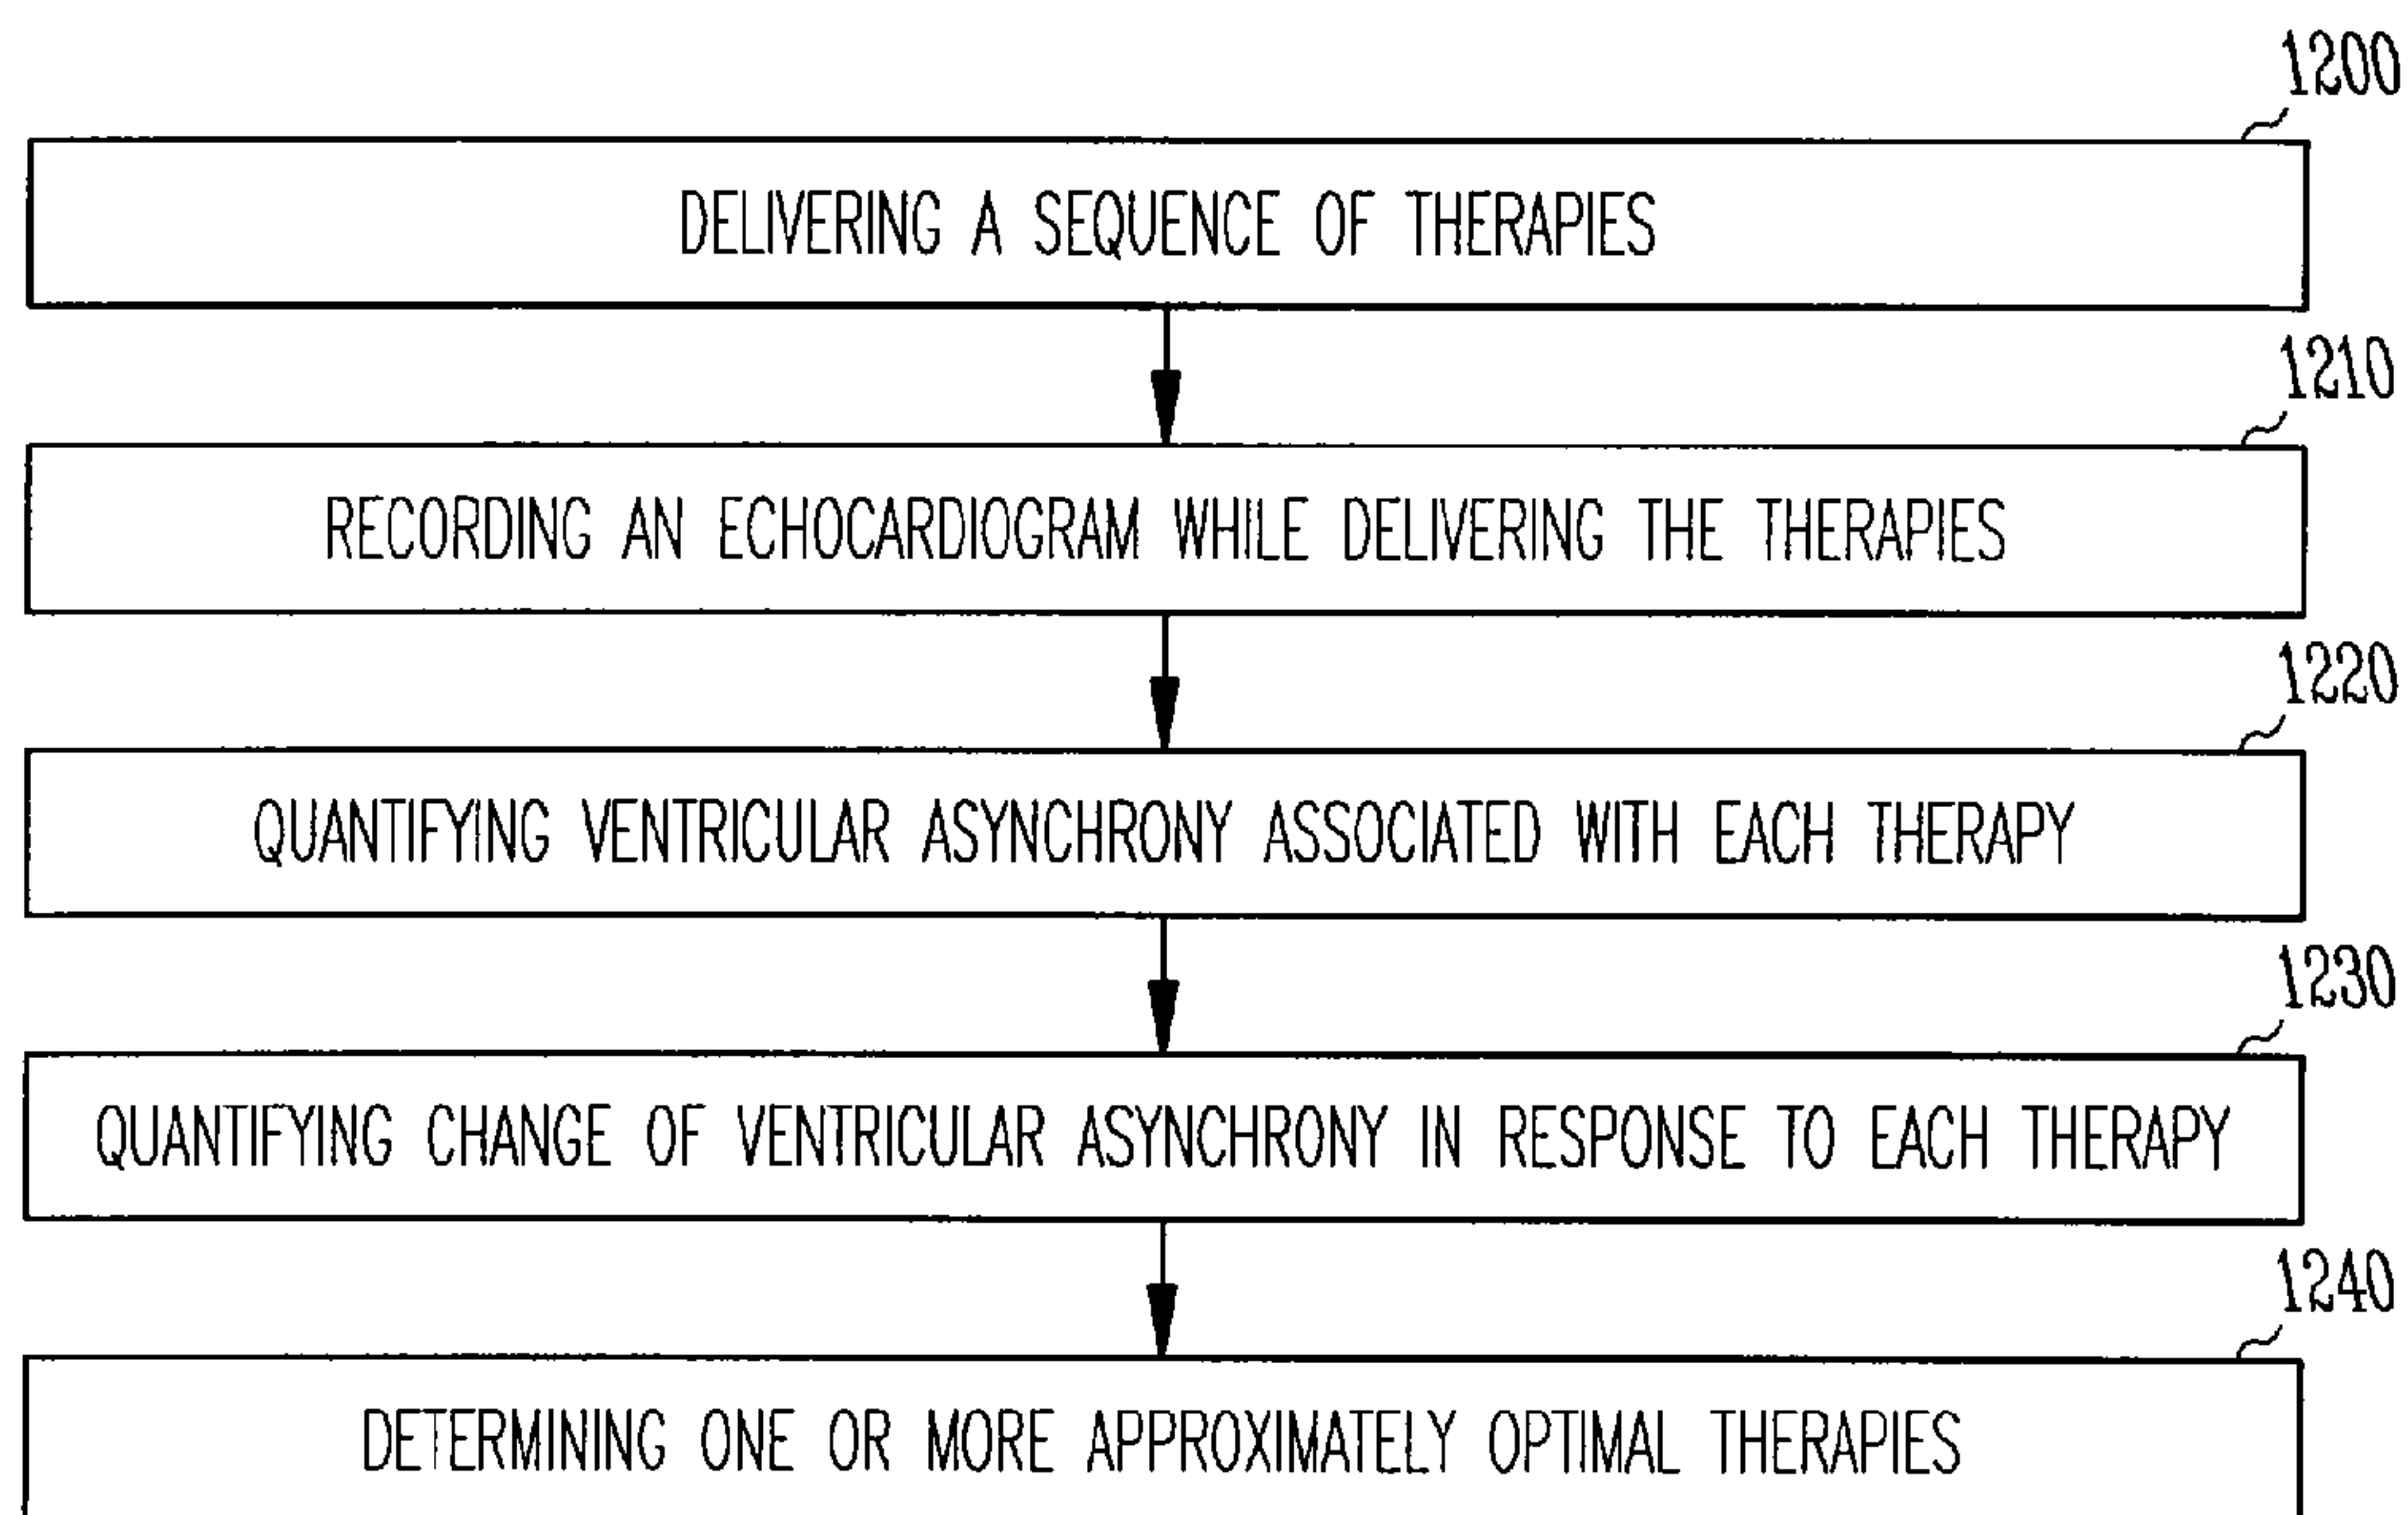 1200
DELIVERING A SEQUENCE OF THERAPIES
1210
RECORDING AN ECHOCARDIOGRAM WHILE DELIVERING THE THERAPIES
1220
QUANTIFYING VENTRICULAR ASYNCHRONY ASSOCIATED WITH EACH THERAPY
1230
QUANTIFYING CHANGE OF VENTRICULAR ASYNCHRONY IN RESPONSE TO EACH THERAPY
1240
DETERMINING ONE OR MORE APPROXIMATELY OPTIMAL THERAPIES